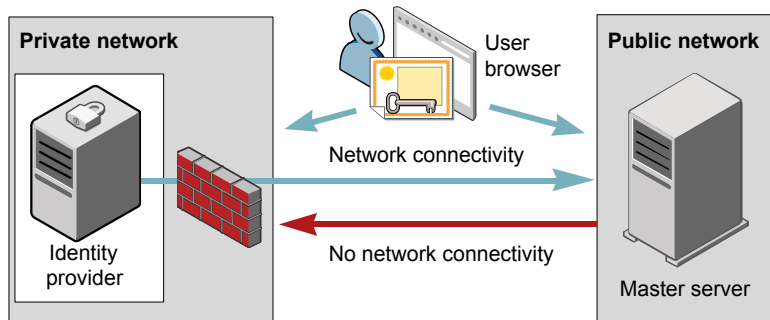 Private network
User
browser
Public network
Network connectivity
No network connectivity
Identity
provider
Master server